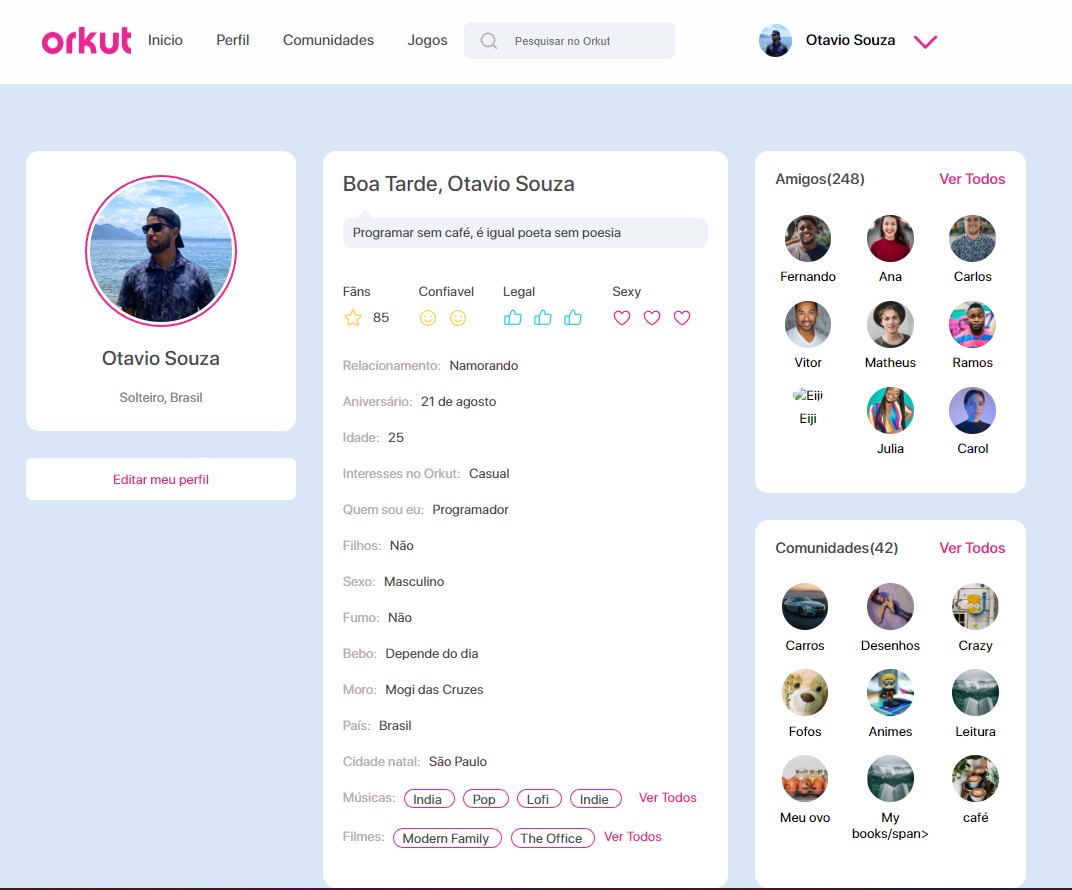 orkut Inicio Perfil Comunidades Jogos Pesquisar no Orkut Otavio Souza
Otavio Souza
Solteiro, Brasil
Editar meu perfil
Boa Tarde, Otavio Souza
Programar sem café, é igual poeta sem poesia
Fãns Confiavel Legal Sexy
85
Relacionamento: Namorando
Aniversário: 21 de agosto
Idade: 25
Interesses no Orkut: Casual
Quem sou eu: Programador
Filhos: Não
Sexo: Masculino
Fumo: Não
Bebo: Depende do dia
Moro: Mogi das Cruzes
País: Brasil
Cidade natal: São Paulo
Músicas: India Pop Lofi Indie Ver Todos
Filmes: Modern Family The Office Ver Todos
Amigos(248) Ver Todos
Fernando Ana Carlos
Vitor Matheus Ramos
Eiji
Eiji Julia Carol
Comunidades(42) Ver Todos
Carros Desenhos Crazy
Fofos Animes Leitura
Meu ovo My café
books/span>